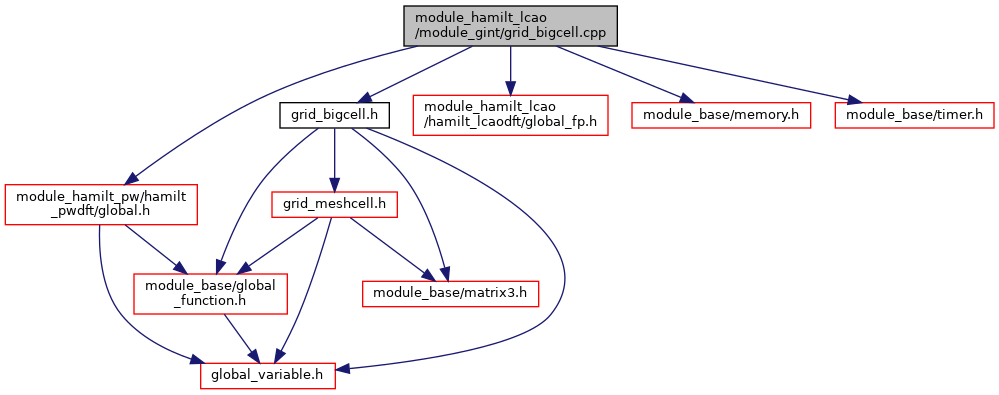 module_hamilt_lcao
/module_gint/grid_bigcell.cpp
grid_bigcell.h
module_hamilt_lcao
/hamilt_lcaodft/global_fp.h
module_base/memory.h
module_base/timer.h
module_hamilt_pw/hamilt
_pwdft/global.h
grid_meshcell.h
module_base/global
_function.h
module_base/matrix3.h
global_variable.h